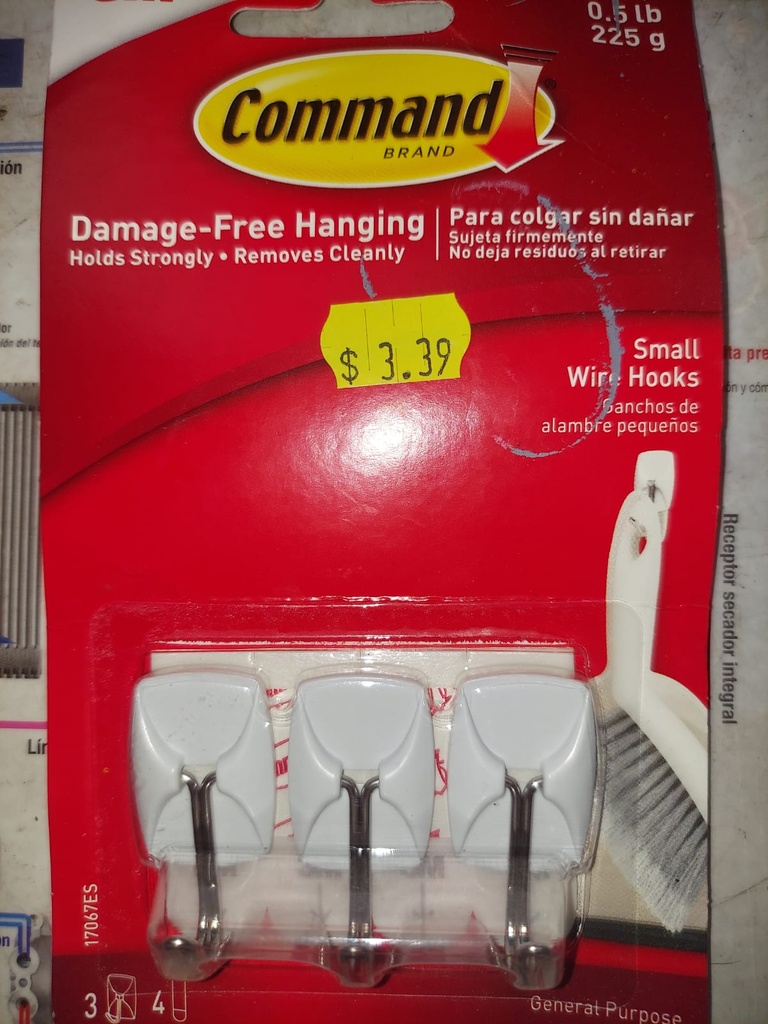 0.5 lb
225 g
Command
BRAND
Damage-Free Hanging
Holds Strongly • Removes Cleanly
Para colgar sin dañar
Sujeta firmemente
No deja residuos al retirar
$ 3.39
Small
Wire Hooks
Ganchos de
alambre pequeños
Receptor secador integral
17067ES
3 4
General Purpose